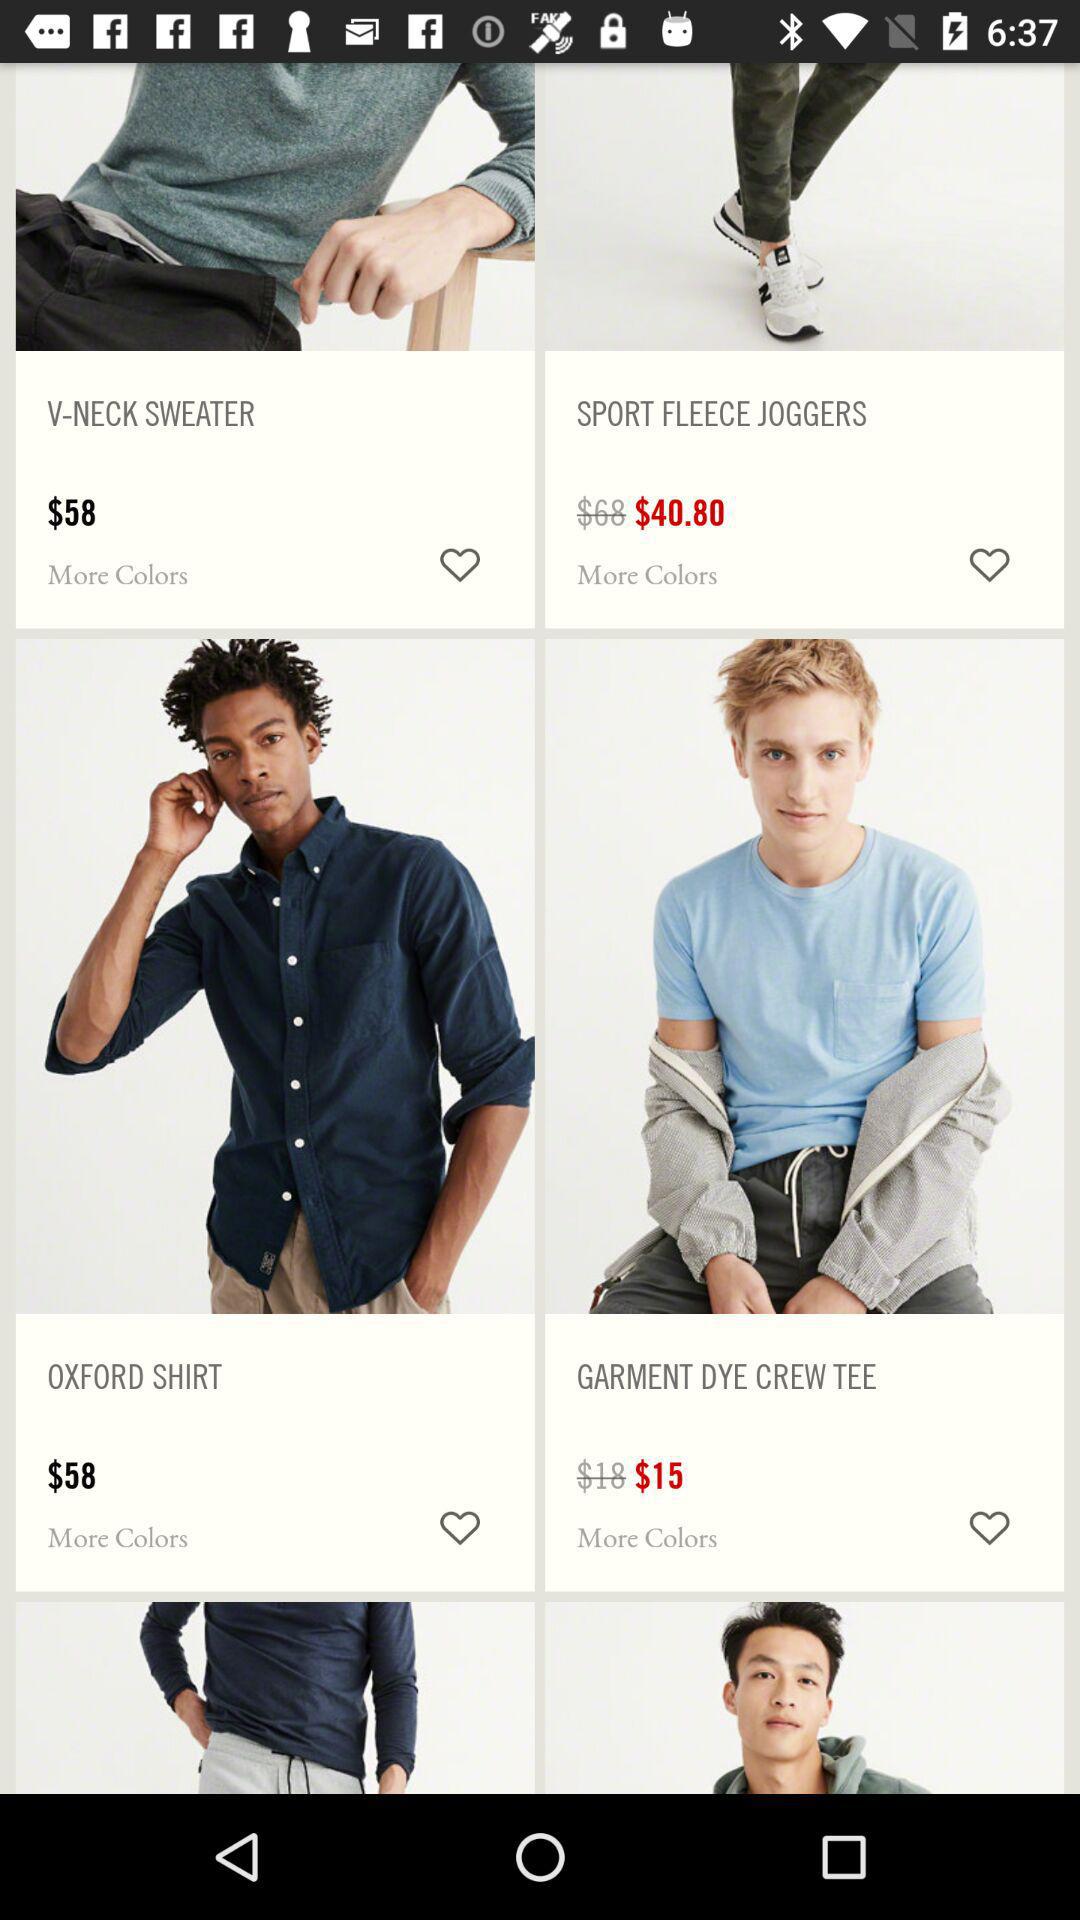 FAKE
6:37
N
V-NECK SWEATER
$58
More Colors
SPORT FLEECE JOGGERS
$68 $40.80
More Colors
OXFORD SHIRT
$58
More Colors
GARMENT DYE CREW TEE
$18 $15
More Colors